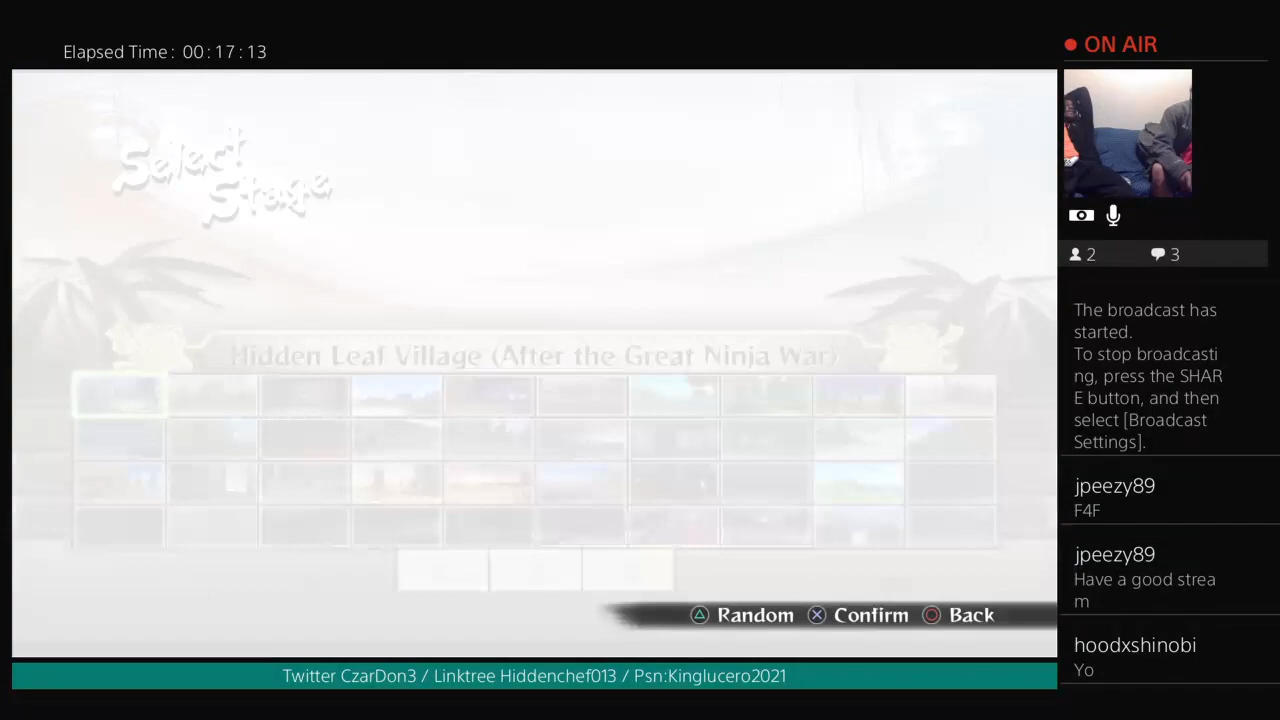 Elapsed Time: 00:17:13
ON AIR
Select
Stage
2
3
The broadcast has
started.
To stop broadcasti
ng, press the SHAR
E button, and then
select [Broadcast
Settings].
Hidden Leaf Village (After the Great Ninja War)
jpeezy89
F4F
jpeezy89
Have a good strea
m
Random Confirm Back
hoodxshinobi
Yo
Twitter CzarDon3 / Linktree Hiddenchef013 / Psn:Kinglucero2021